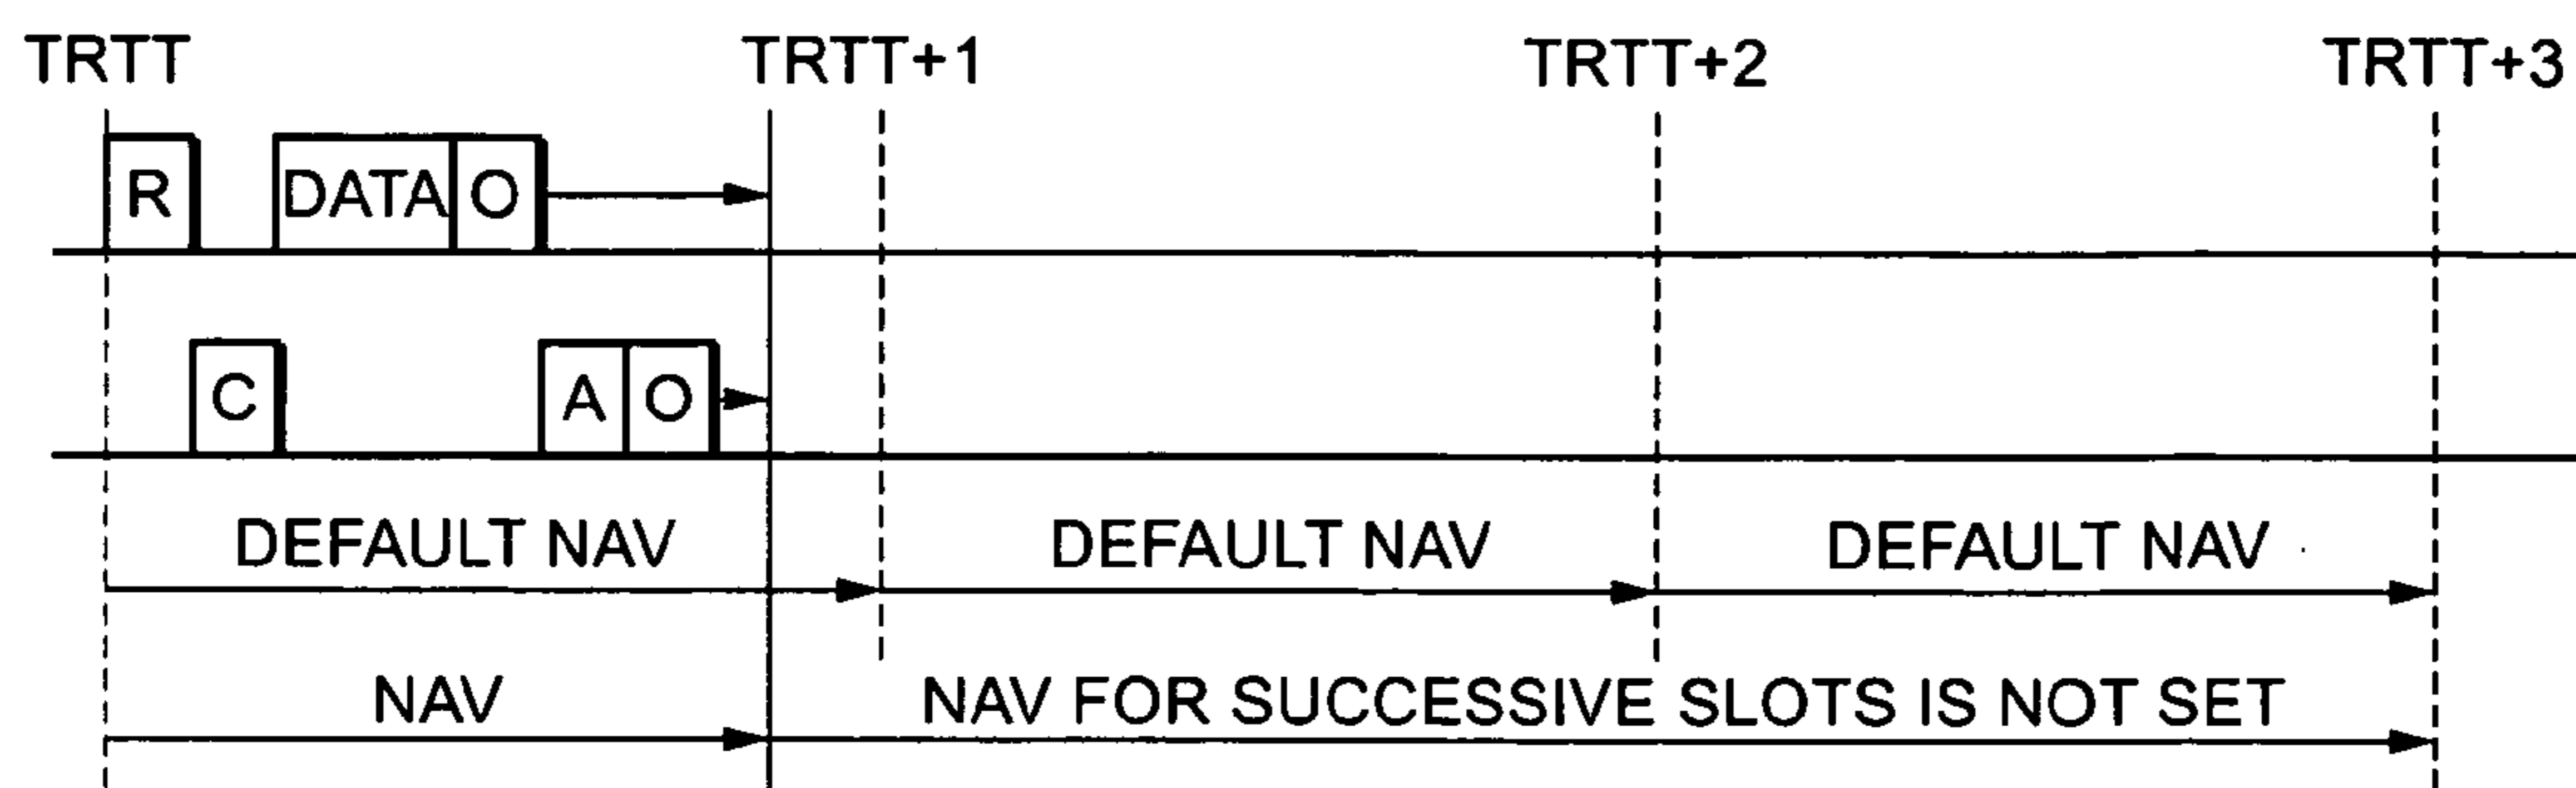 TRTT TRTT+1 TRTT+2 TRTT+3
R DATA O
C A O
DEFAULT NAV DEFAULT NAV DEFAULT NAV
NAV NAV FOR SUCCESSIVE SLOTS IS NOT SET